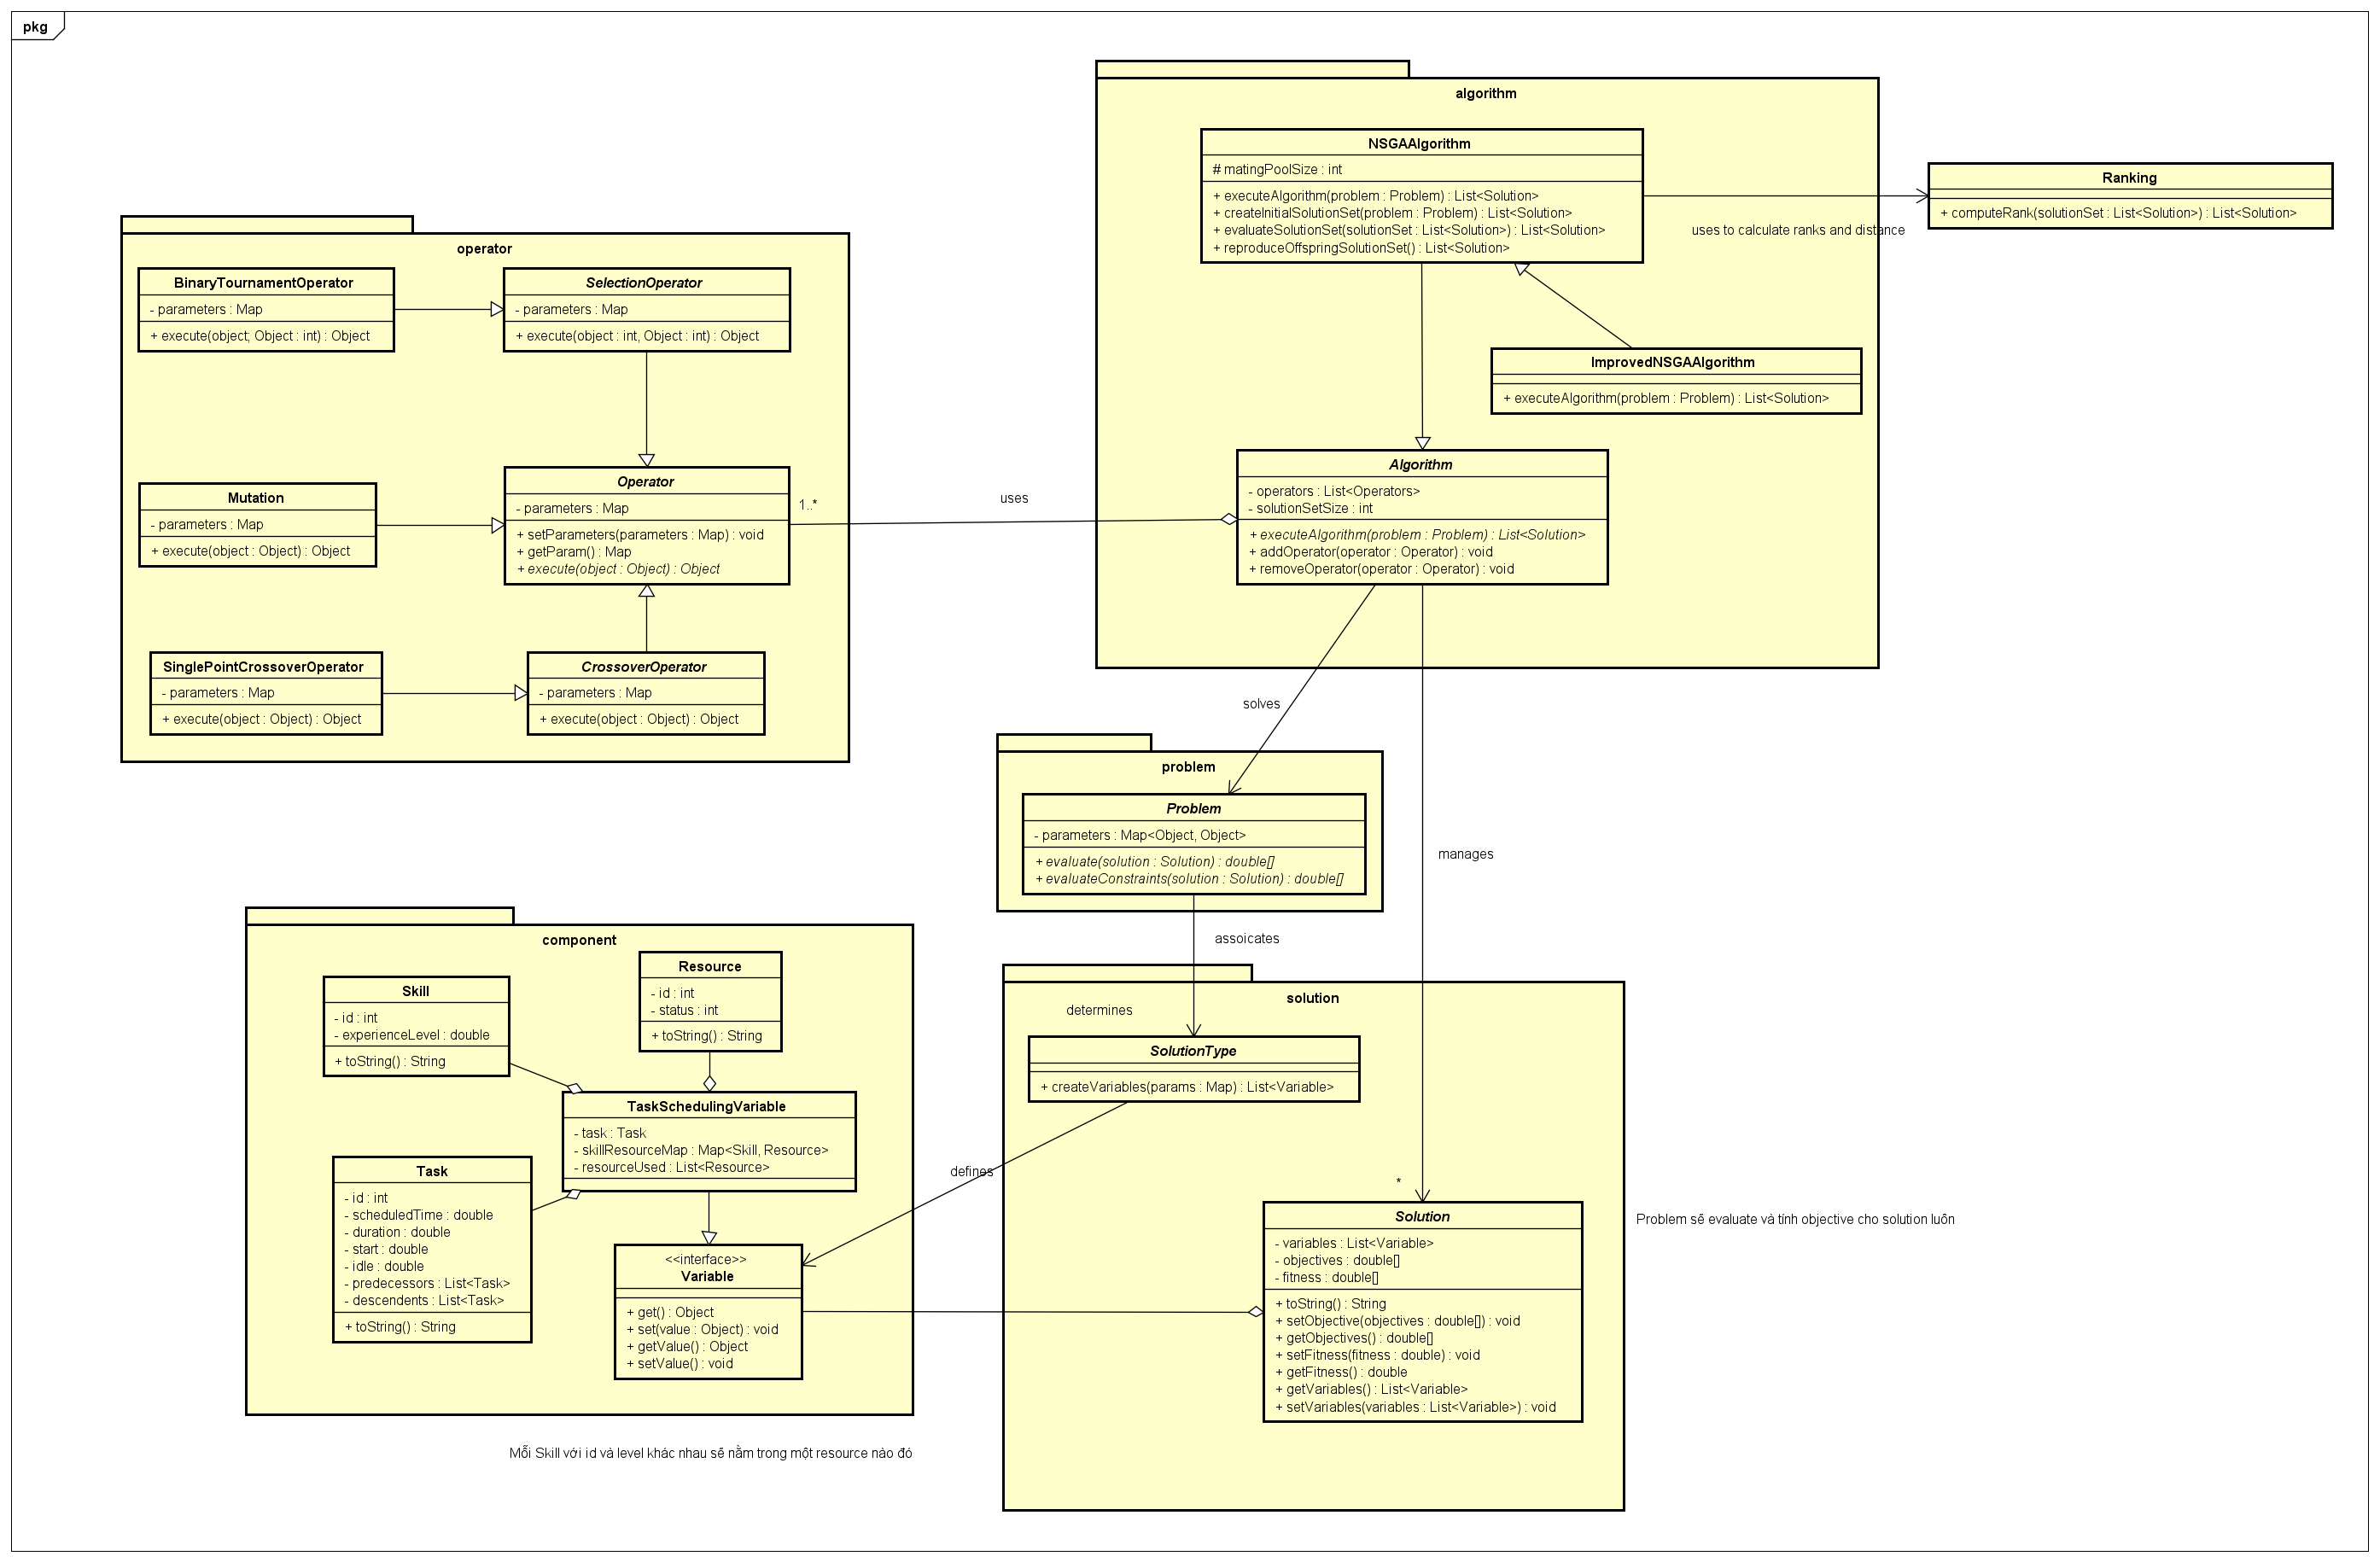 pkg
algorithm
NSGAAlgorithm
# matingPoolSize : int
+ executeAlgorithm(problem : Problem) : List<Solution>
+ createInitialSolutionSet(problem : Problem) : List<Solution>
+ evaluateSolutionSet(solutionSet : List<Solution>) : List<Solution>
+ reproduceOffspringSolutionSet() : List<Solution>
Ranking
+ computeRank(solutionSet : List<Solution>) : List<Solution>
uses to calculate ranks and distance
ImprovedNSGAAlgorithm
+ executeAlgorithm(problem : Problem) : List<Solution>
Algorithm
- operators : List<Operators>
- solutionSetSize : int
+ executeAlgorithm(problem : Problem) : List<Solution>
+ addOperator(operator : Operator) : void
+ removeOperator(operator : Operator) : void
operator
BinaryTournamentOperator
- parameters : Map
+ execute(object; Object : int) : Object
SelectionOperator
- parameters : Map
+ execute(object : int, Object : int) : Object
Mutation
- parameters : Map
+ execute(object : Object) : Object
Operator
- parameters : Map
+ setParameters(parameters : Map) : void
+ getParam() : Map
+ execute(object : Object) : Object
1..*
uses
SinglePointCrossoverOperator
- parameters : Map
+ execute(object : Object) : Object
CrossoverOperator
- parameters : Map
+ execute(object : Object) : Object
solves
problem
Problem
- parameters : Map<Object, Object>
+ evaluate(solution : Solution) : double[]
+ evaluateConstraints(solution : Solution) : double[]
manages
assoicates
component
Skill
- id : int
- experienceLevel : double
+ toString() : String
Resource
- id : int
- status : int
+ toString() : String
TaskSchedulingVariable
- task : Task
- skillResourceMap : Map<Skill, Resource>
- resourceUsed : List<Resource>
Task
- id : int
- scheduledTime : double
- duration : double
- start : double
- idle : double
- predecessors : List<Task>
- descendents : List<Task>
+ toString() : String
<<interface>>
Variable
+ get() : Object
+ set(value : Object) : void
+ getValue() : Object
+ setValue() : void
solution
determines
SolutionType
+ createVariables(params : Map) : List<Variable>
defines
*
Solution
- variables : List<Variable>
- objectives : double[]
- fitness : double[]
+ toString() : String
+ setObjective(objectives : double[]) : void
+ getObjectives() : double[]
+ setFitness(fitness : double) : void
+ getFitness() : double
+ getVariables() : List<Variable>
+ setVariables(variables : List<Variable>) : void
Problem sẽ evaluate và tính objective cho solution luôn
Mỗi Skill với id và level khác nhau sẽ nằm trong một resource nào đó